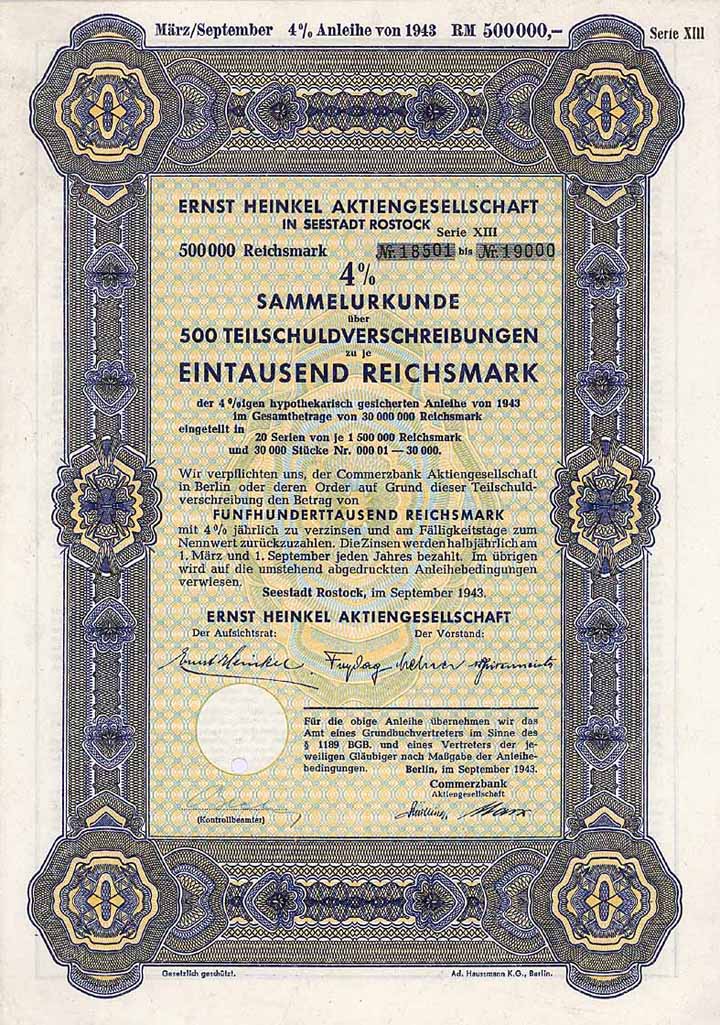 März/September 4% Anleihe von 1943 RM 500000,-
Serie XIII
ERNST HEINKEL AKTIENGESELLSCHAFT
IN SEESTADT ROSTOCK
Serie XIII
500000 Reichsmark Nr. 18501 bis Nr. 19000
4%
SAMMELURKUNDE
über
500 TEILSCHULDVERSCHREIBUNGEN
zu je
EINTAUSEND REICHSMARK
der 4%igen hypothekarisch gesicherten Anleihe von 1943
im Gesamtbetrage von 30 000 000 Reichsmark
eingeteilt in
20 Serien von je 1 500 000 Reichsmark
und 30 000 Stücke Nr. 000 01 — 30 000.
Wir verpflichten uns, der Commerzbank Aktiengesellschaft
in Berlin oder deren Order auf Grund dieser Teilschuld-
verschreibung den Betrag von
FUNFHUNDERTTAUSEND REICHSMARK
mit 4% jährlich zu verzinsen und am Fälligkeitstage zum
Nennwert zurückzuzahlen. Die Zinsen werden halbjährlich am
1. März und 1. September jeden Jahres bezahlt. Im übrigen
wird auf die umstehend abgedruckten Anleihebedingungen
verwiesen.
Seestadt Rostock, im September 1943.
ERNST HEINKEL AKTIENGESELLSCHAFT
Der Aufsichtsrat: Der Vorstand:
Ernst Heinkel
Für die obige Anleihe übernehmen wir das
Amt eines Grundbuchvertreters im Sinne des
§ 1189 BGB. und eines Vertreters der je-
weiligen Gläubiger nach Maßgabe der Anleihe-
bedingungen. Berlin, im September 1943.
Commerzbank
Aktiengesellschaft
(Kontrollbeamter)
Gesetzlich geschützt.
Ad. Haussmann K.G., Berlin.